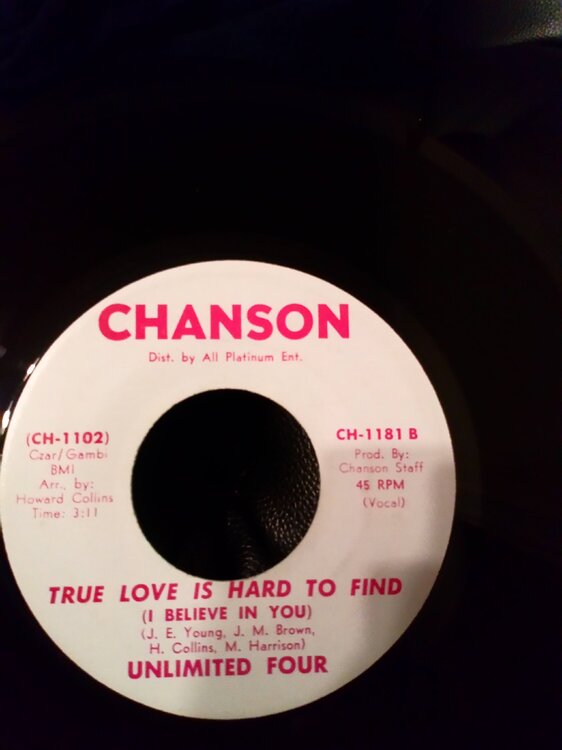 CHANSON
Dist. by All Platinum Ent.
(CH-1102)
Czar/Gambi
BMI
Arr. by:
Howard Collins
Time: 3:11
CH-1181 B
Prod. By:
Chanson Staff
45 RPM
(Vocal)
TRUE LOVE IS HARD TO FIND
(I BELIEVE IN YOU)
(J. E. Young, J. M. Brown,
H. Collins, M. Harrison)
UNLIMITED FOUR